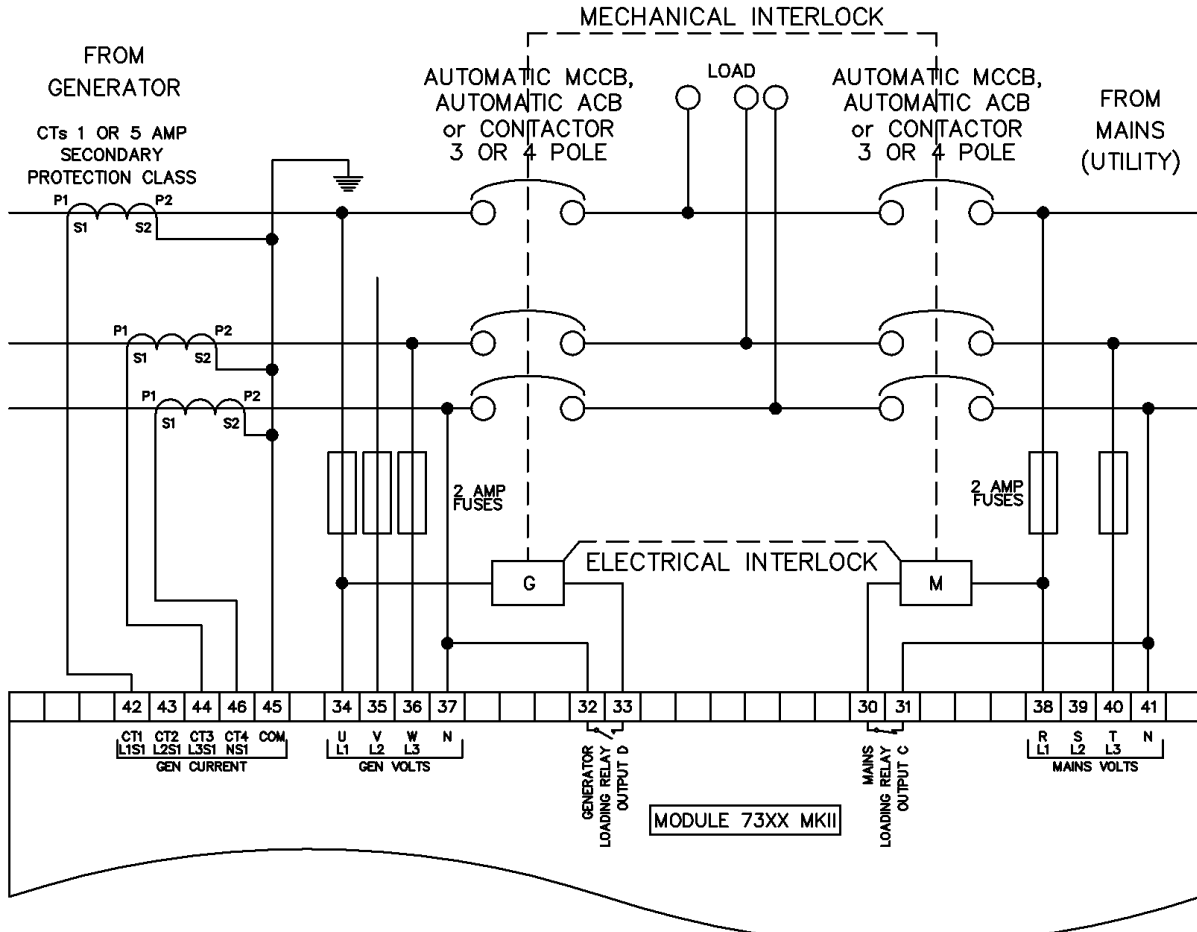 MECHANICAL INTERLOCK
FROM
GENERATOR
CTs 1 OR 5 AMP
SECONDARY
PROTECTION CLASS
AUTOMATIC MCCB,
AUTOMATIC ACB
or CONTACTOR
3 OR 4 POLE
LOAD
AUTOMATIC MCCB,
AUTOMATIC ACB
or CONTACTOR
3 OR 4 POLE
FROM
MAINS
(UTILITY)
P1 P2
S1 S2
P1 P2
S1 S2
P1 P2
S1 S2
2 AMP
FUSES
2 AMP
FUSES
ELECTRICAL INTERLOCK
G
M
42 43 44 46 45 34 35 36 37 32 33 30 31 38 39 40 41
CT1 CT2 CT3 CT4 COM
L1S1 L2S1 L3S1 NS1
GEN CURRENT
U V W N
L1 L2 L3
GEN VOLTS
GENERATOR
LOADING RELAY
OUTPUT D
MAINS
LOADING RELAY
OUTPUT C
R S T N
L1 L2 L3
MAINS VOLTS
MODULE 73XX MKII